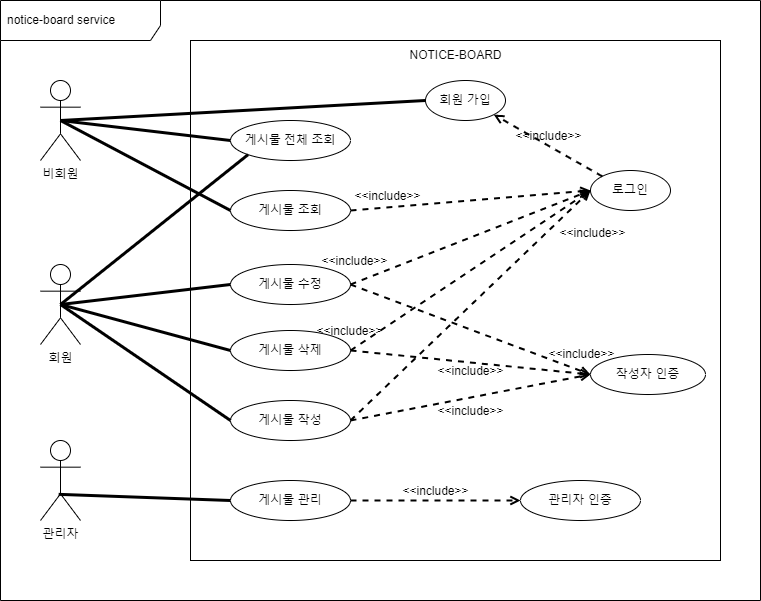 notice-board service
NOTICE-BOARD
회원 가입
<<include>>
게시물 전체 조회
비회원
로그인
<<include>>
게시물 조회
<<include>>
<<include>>
게시물 수정
회원
<<include>>
게시물 삭제
<<include>>
<<include>>
작성자 인증
<<include>>
게시물 작성
게시물 관리
<<include>>
관리자 인증
관리자